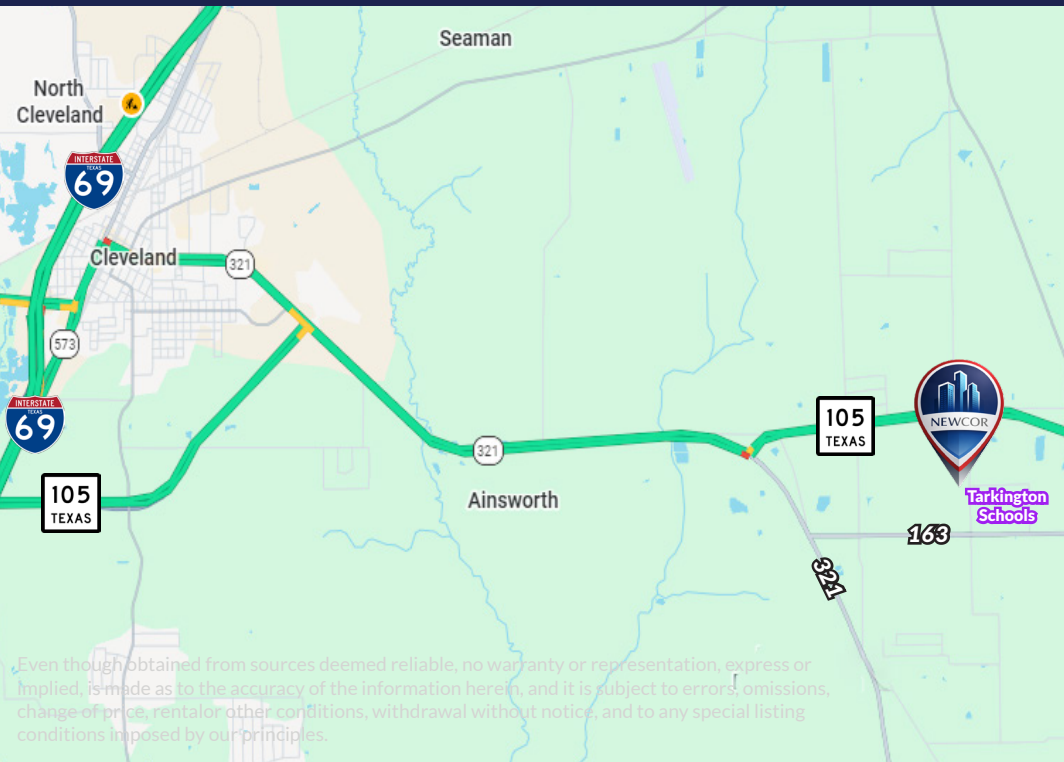 Seaman
North
Cleveland
INTERSTATE
TEXAS
69
Cleveland
321
573
INTERSTATE
TEXAS
69
105
TEXAS
NEWCOR
321
105
TEXAS
Ainsworth
Tarkington
Schools
163
321
Even though obtained from sources deemed reliable, no warranty or representation, express or
implied, is made as to the accuracy of the information herein, and it is subject to errors, omissions,
change of price, rentalor other conditions, withdrawal without notice, and to any special listing
conditions imposed by our principles.